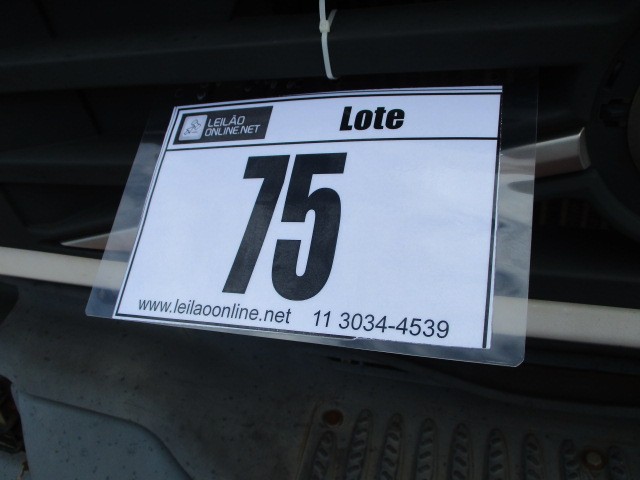 LEILÃO
ONLINE.NET
Lote
75
www.leilaoonline.net 11 3034-4539